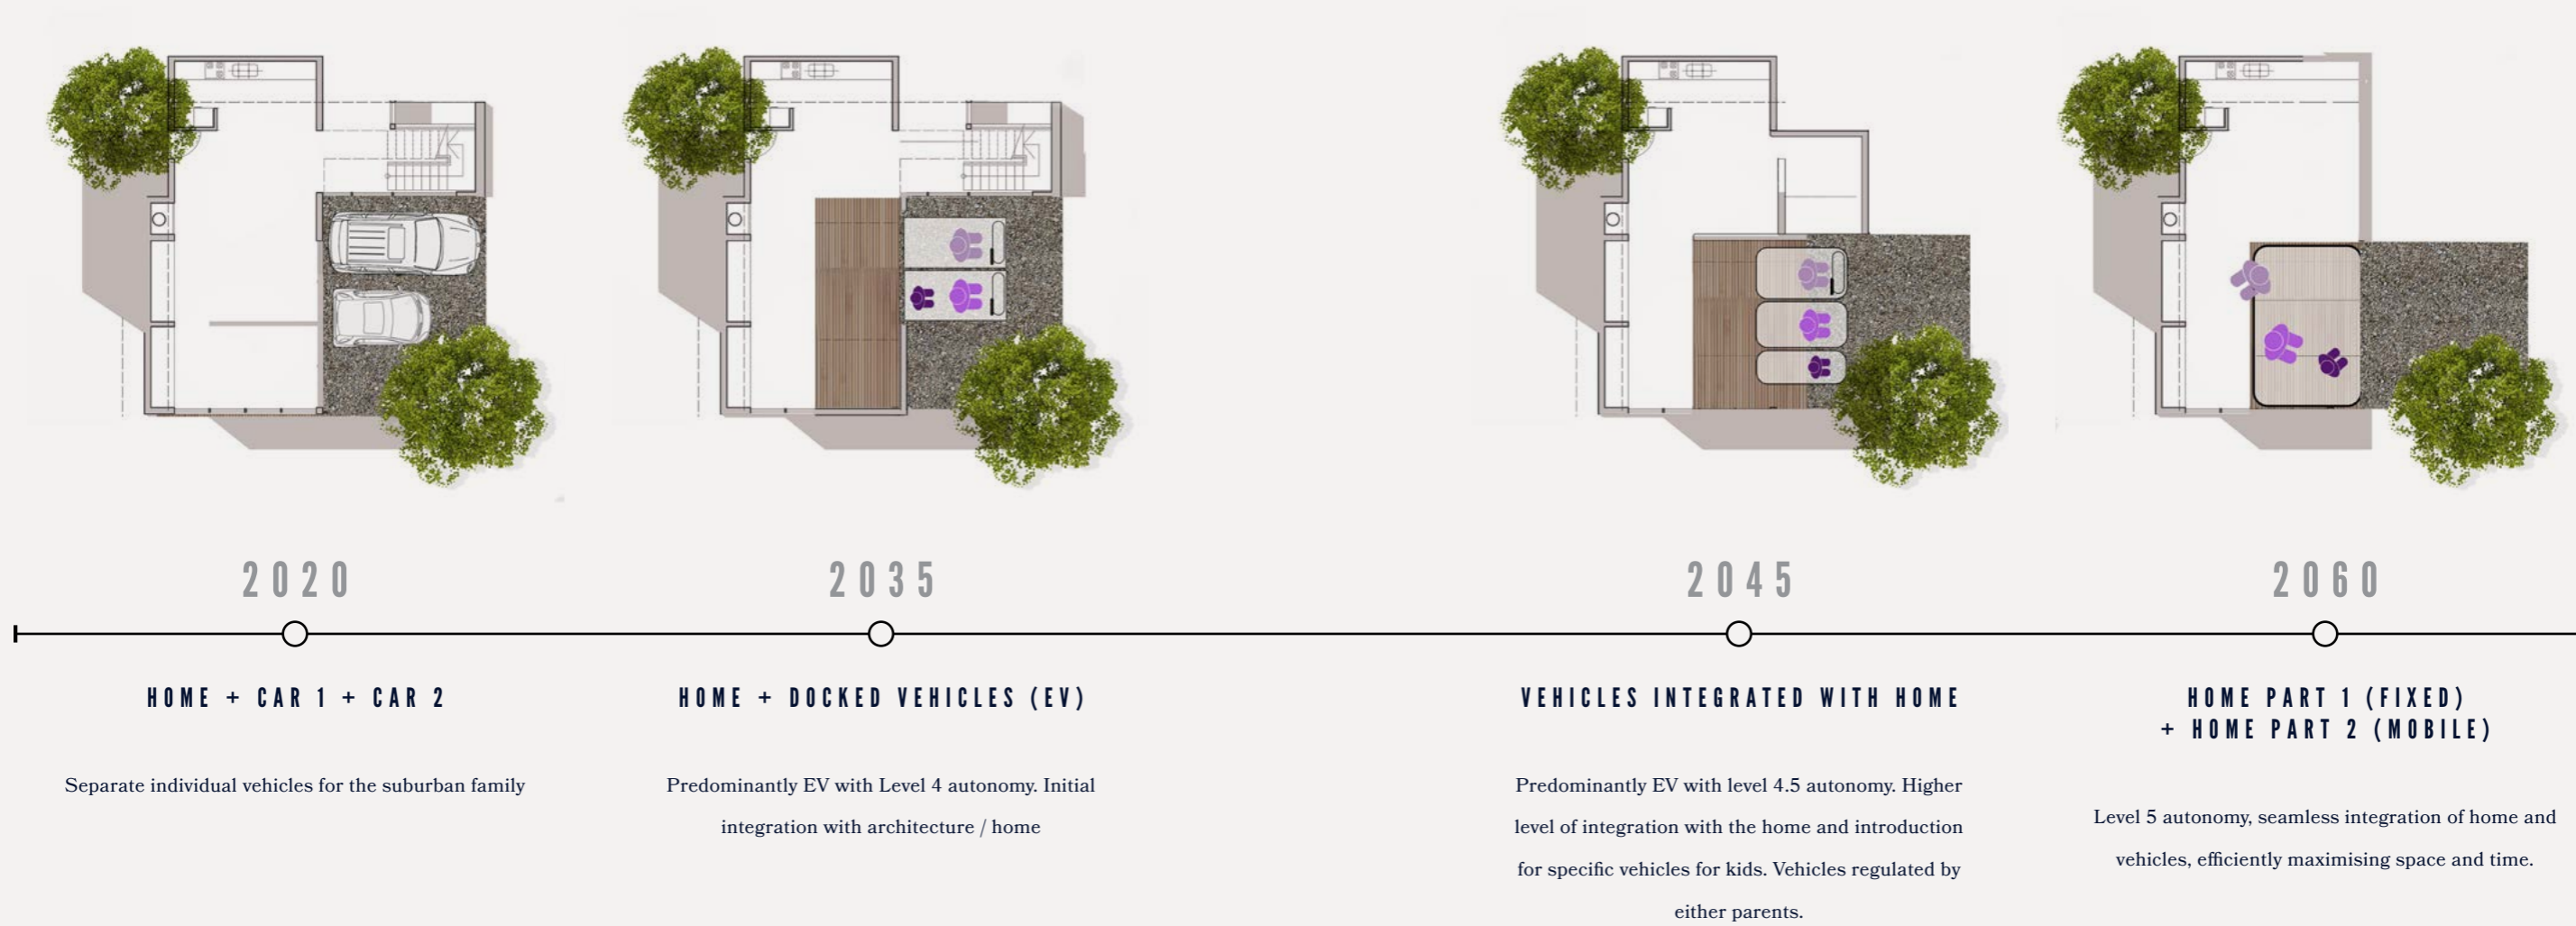 2020
2035
2045
2060
HOME + CAR 1 + CAR 2
HOME + DOCKED VEHICLES (EV)
VEHICLES INTEGRATED WITH HOME
HOME PART 1 (FIXED)
+ HOME PART 2 (MOBILE)
Separate individual vehicles for the suburban family
Predominantly EV with Level 4 autonomy. Initial
integration with architecture / home
Predominantly EV with level 4.5 autonomy. Higher
level of integration with the home and introduction
for specific vehicles for kids. Vehicles regulated by
either parents.
Level 5 autonomy, seamless integration of home and
vehicles, efficiently maximising space and time.